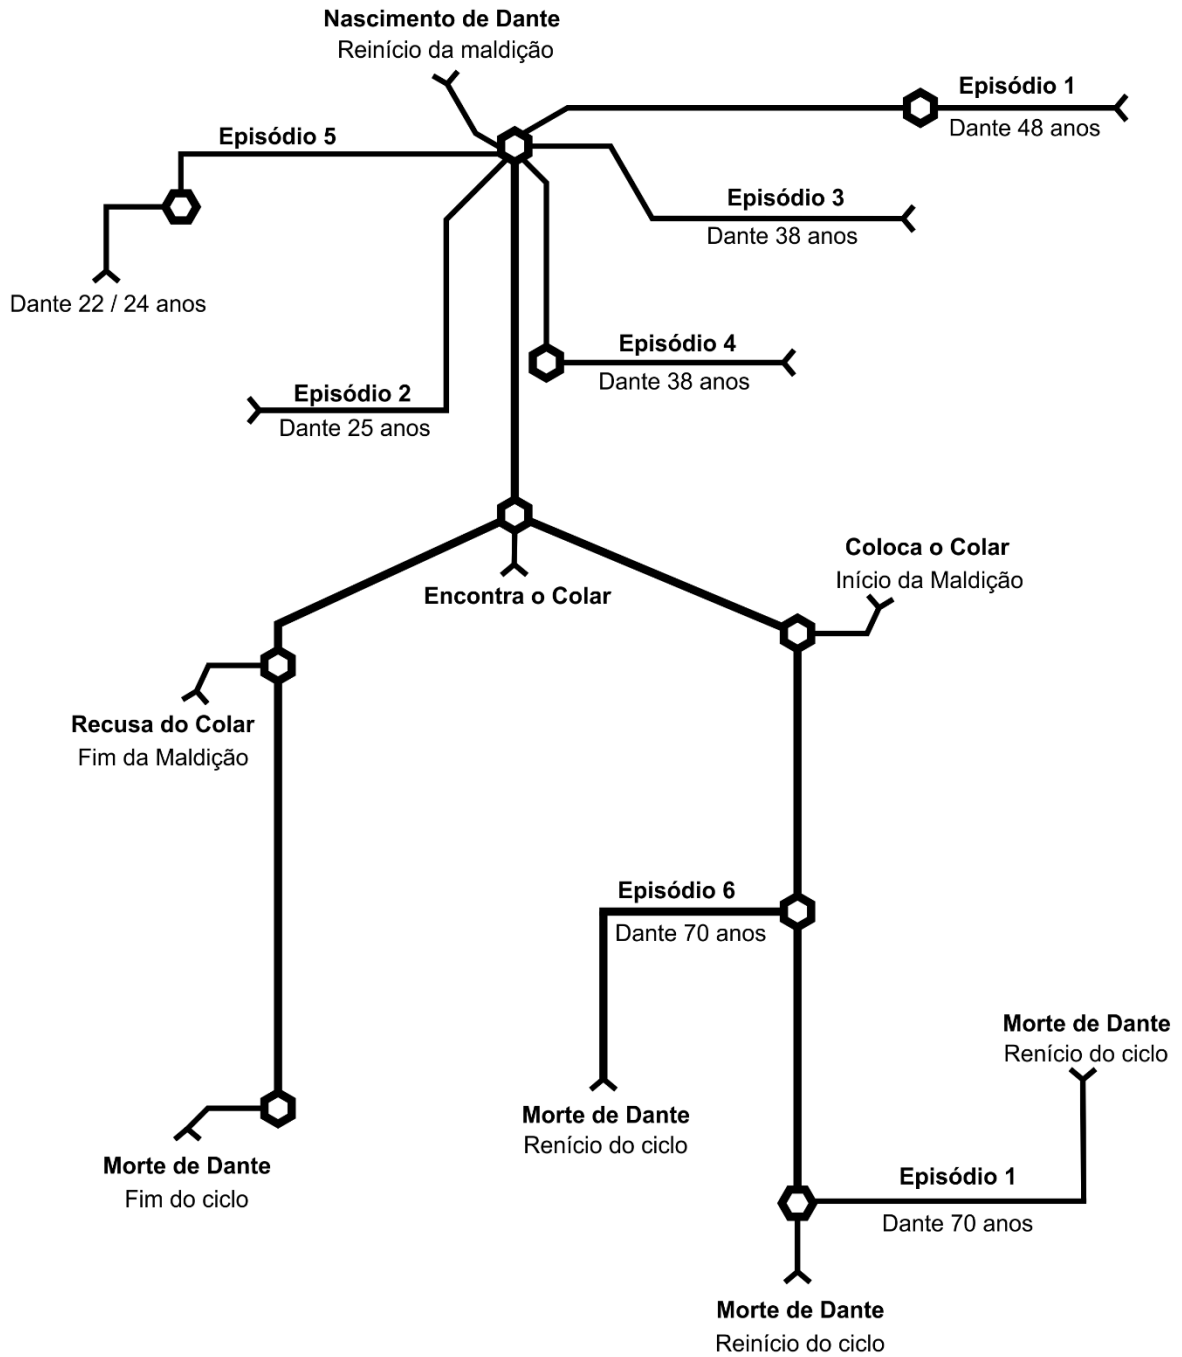 Nascimento de Dante
Reinício da maldição
Episódio 1
Dante 48 anos
Episódio 5
Episódio 3
Dante 38 anos
Dante 22 / 24 anos
Episódio 4
Dante 38 anos
Episódio 2
Dante 25 anos
Encontra o Colar
Coloca o Colar
Início da Maldição
Recusa do Colar
Fim da Maldição
Episódio 6
Dante 70 anos
Morte de Dante
Renício do ciclo
Morte de Dante
Renício do ciclo
Morte de Dante
Fim do ciclo
Episódio 1
Dante 70 anos
Morte de Dante
Reinício do ciclo